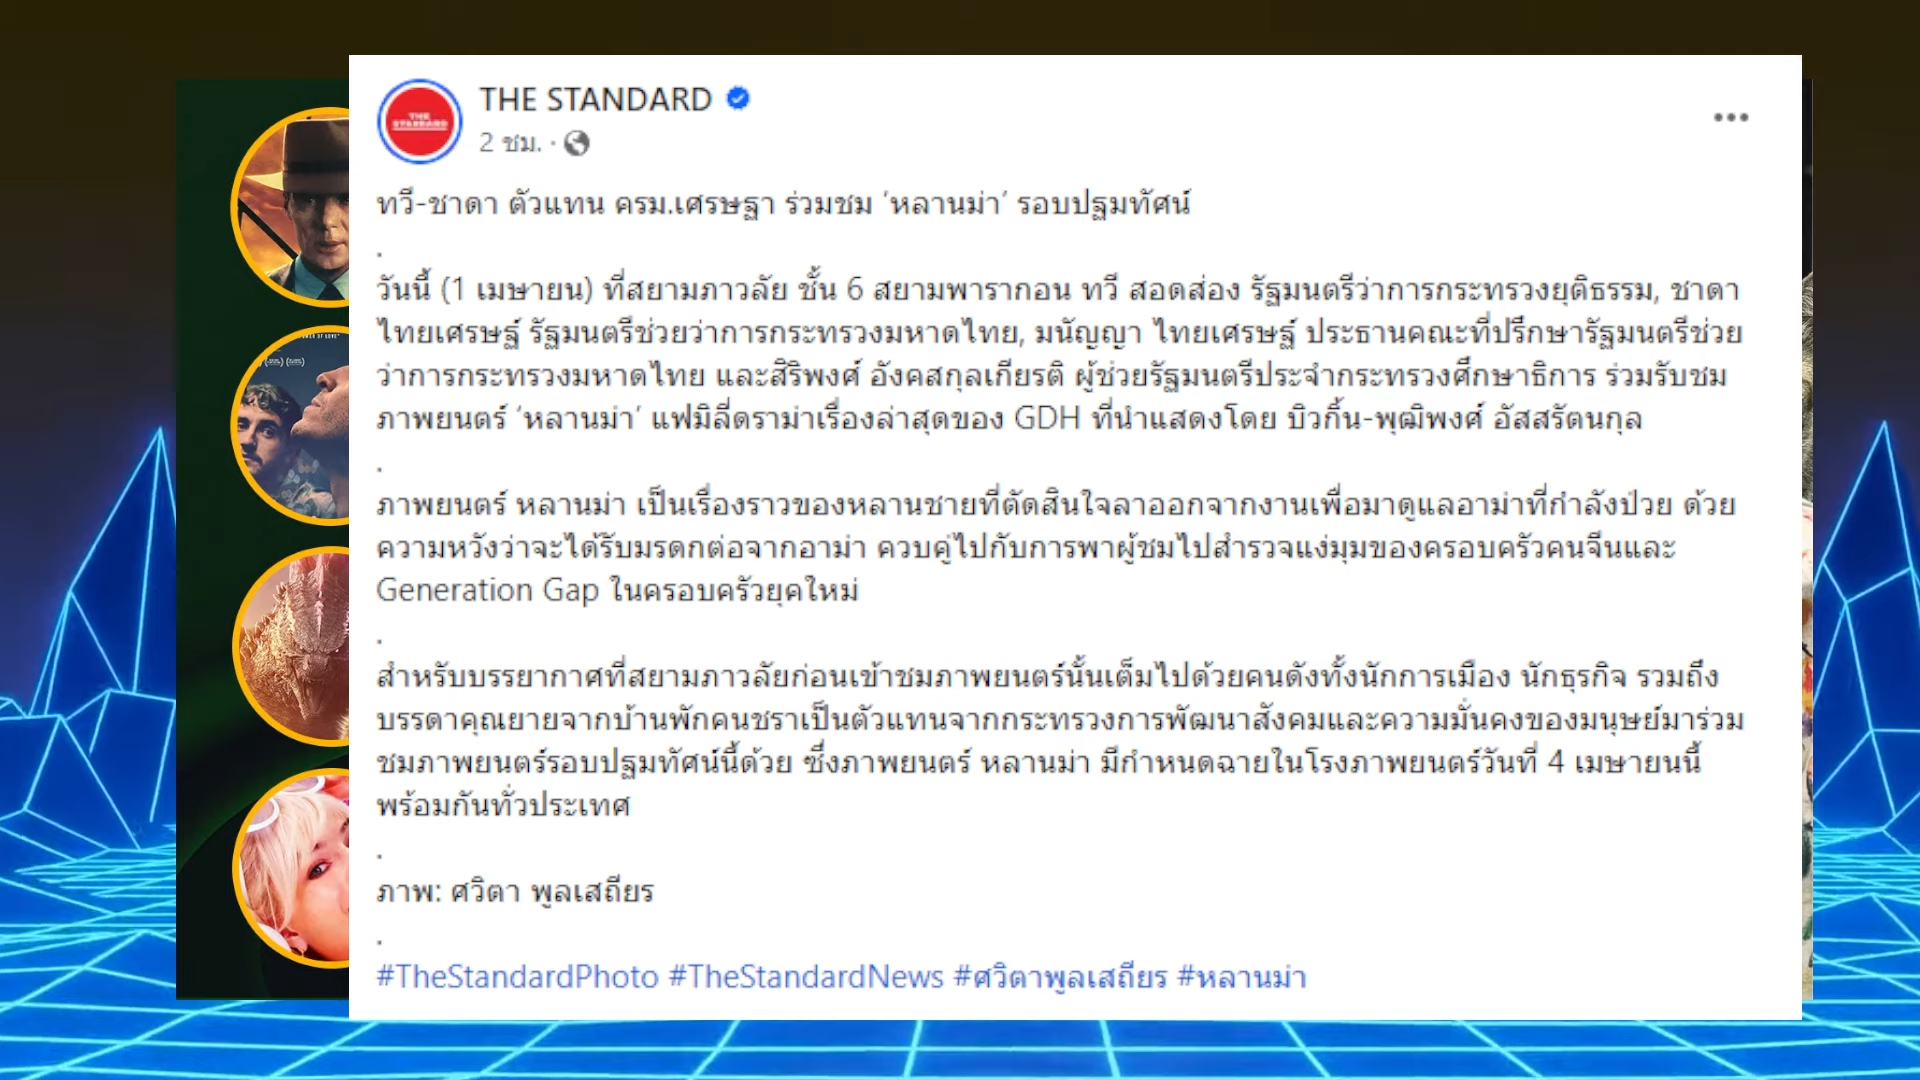 THE STANDARD
2 ชม. ·
ทวี-ชาดา ตัวแทน ครม.เศรษฐา ร่วมชม ‘หลานม่า’ รอบปฐมทัศน์
.
วันนี้ (1 เมษายน) ที่สยามภาวลัย ชั้น 6 สยามพารากอน ทวี สอดส่อง รัฐมนตรีว่าการกระทรวงยุติธรรม, ชาดา
ไทยเศรษฐ์ รัฐมนตรีช่วยว่าการกระทรวงมหาดไทย, มนัญญา ไทยเศรษฐ์ ประธานคณะที่ปรึกษารัฐมนตรีช่วย
ว่าการกระทรวงมหาดไทย และสิริพงศ์ อังคสกุลเกียรติ ผู้ช่วยรัฐมนตรีประจำกระทรวงศึกษาธิการ ร่วมรับชม
ภาพยนตร์ ‘หลานม่า’ แฟมิลี่ดราม่าเรื่องล่าสุดของ GDH ที่นำแสดงโดย บิวกิ้น-พุฒิพงศ์ อัสสรัตนกุล
.
ภาพยนตร์ หลานม่า เป็นเรื่องราวของหลานชายที่ตัดสินใจลาออกจากงานเพื่อมาดูแลอาม่าที่กำลังป่วย ด้วย
ความหวังว่าจะได้รับมรดกต่อจากอาม่า ควบคู่ไปกับการพาผู้ชมไปสำรวจแง่มุมของครอบครัวคนจีนและ
Generation Gap ในครอบครัวยุคใหม่
.
สำหรับบรรยากาศที่สยามภาวลัยก่อนเข้าชมภาพยนตร์นั้นเต็มไปด้วยคนดังทั้งนักการเมือง นักธุรกิจ รวมถึง
บรรดาคุณยายจากบ้านพักคนชราเป็นตัวแทนจากกระทรวงการพัฒนาสังคมและความมั่นคงของมนุษย์มาร่วม
ชมภาพยนตร์รอบปฐมทัศน์นี้ด้วย ซึ่งภาพยนตร์ หลานม่า มีกำหนดฉายในโรงภาพยนตร์วันที่ 4 เมษายนนี้
พร้อมกันทั่วประเทศ
.
ภาพ: ศวิตา พูลเสถียร
.
#TheStandardPhoto #TheStandardNews #ศวิตาพูลเสถียร #หลานม่า